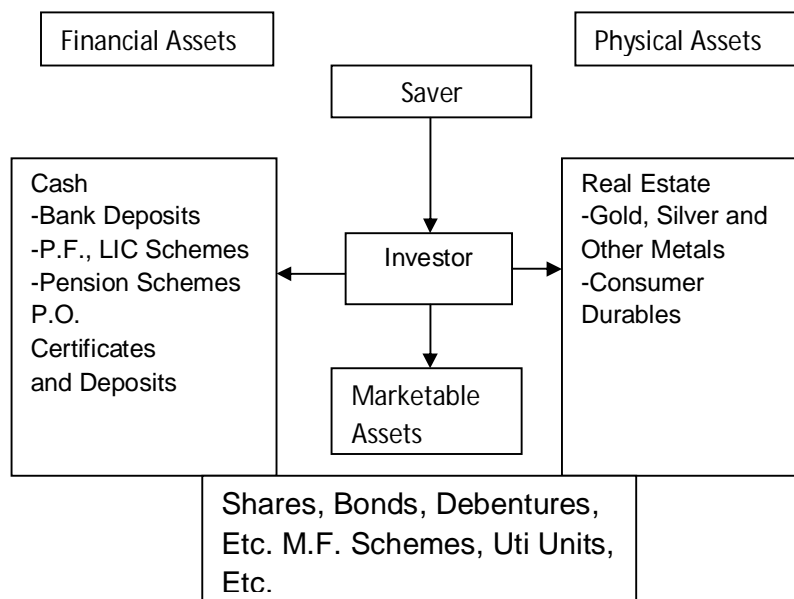 Financial Assets
Physical Assets
Saver
Cash
-Bank Deposits
-P.F., LIC Schemes
-Pension Schemes
P.O.
Certificates
and Deposits
Investor
Real Estate
-Gold, Silver and
Other Metals
-Consumer
Durables
Marketable
Assets
Shares, Bonds, Debentures,
Etc. M.F. Schemes, Uti Units,
Etc.